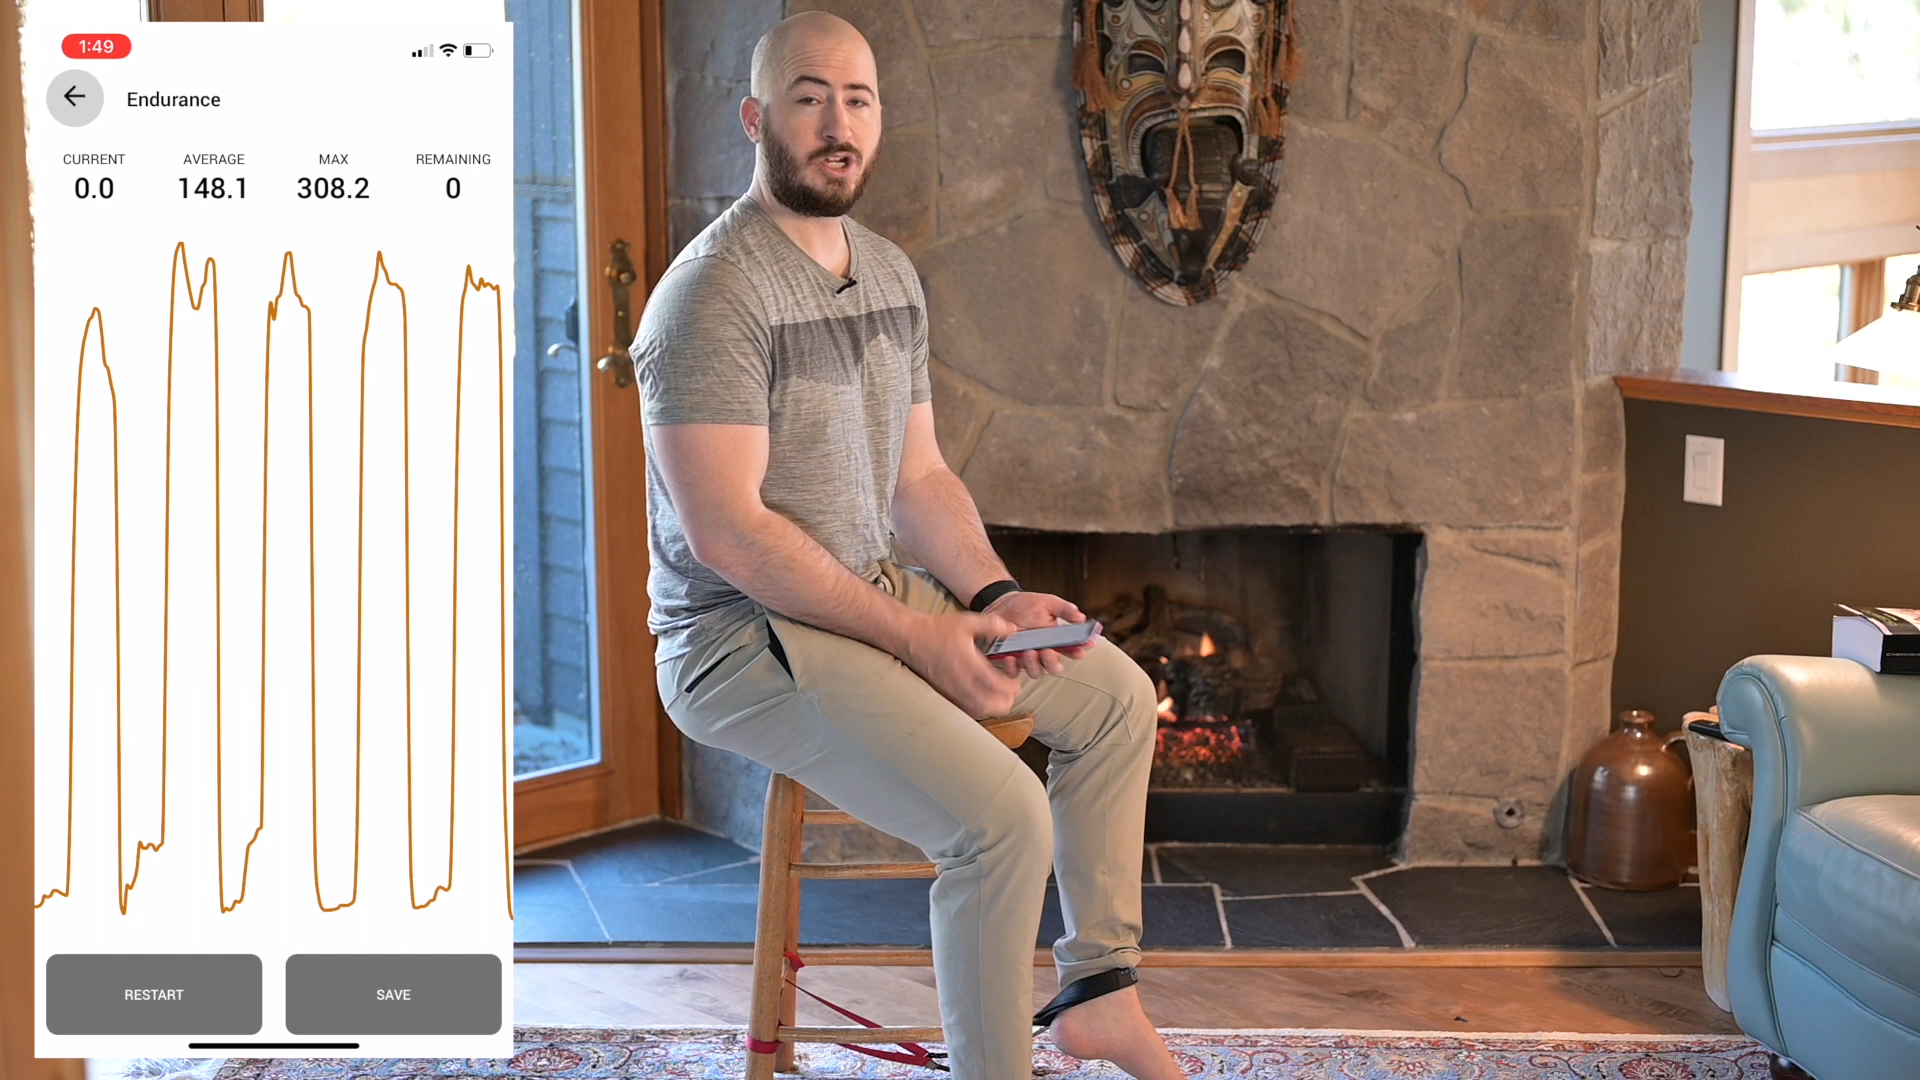 1:49
Endurance
CURRENT AVERAGE MAX REMAINING
0.0 148.1 308.2 0
RESTART SAVE